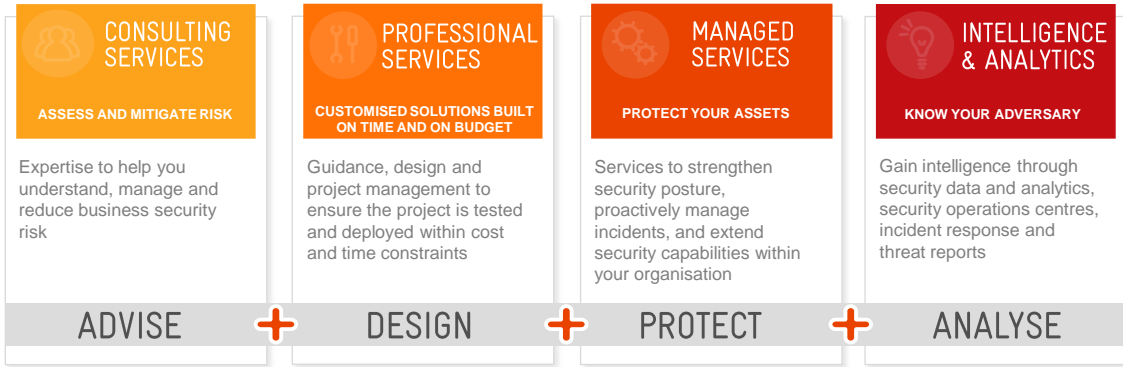 CONSULTING
SERVICES
ASSESS AND MITIGATE RISK
Expertise to help you
understand, manage and
reduce business security
risk
ADVISE
PROFESSIONAL
SERVICES
CUSTOMISED SOLUTIONS BUILT
ON TIME AND ON BUDGET
Guidance, design and
project management to
ensure the project is tested
and deployed within cost
and time constraints
DESIGN
MANAGED
SERVICES
PROTECT YOUR ASSETS
Services to strengthen
security posture,
proactively manage
incidents, and extend
security capabilities within
your organisation
PROTECT
INTELLIGENCE
& ANALYTICS
KNOW YOUR ADVERSARY
Gain intelligence through
security data and analytics,
security operations centres,
incident response and
threat reports
ANALYSE